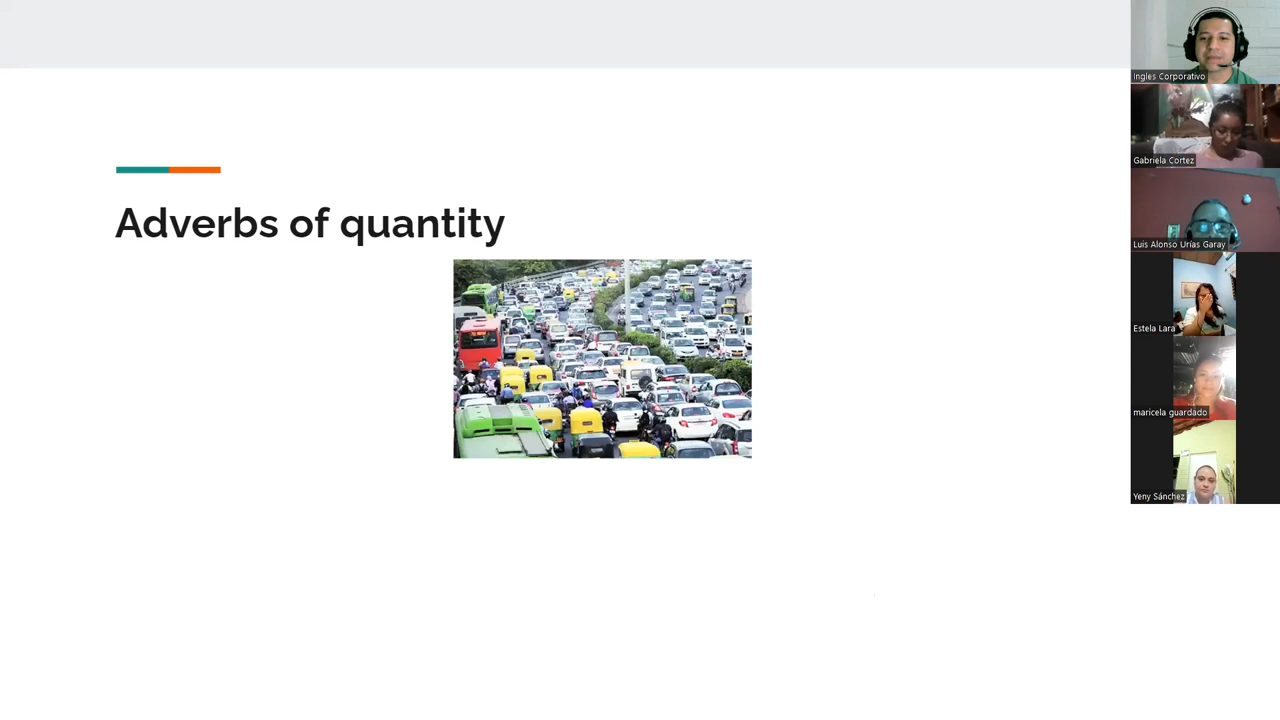 Adverbs of quantity
Ingles Corporativo
Gabriela Cortez
Luis Alonso Urías Garay
Estela Lara
maricela guardado
Yeny Sánchez